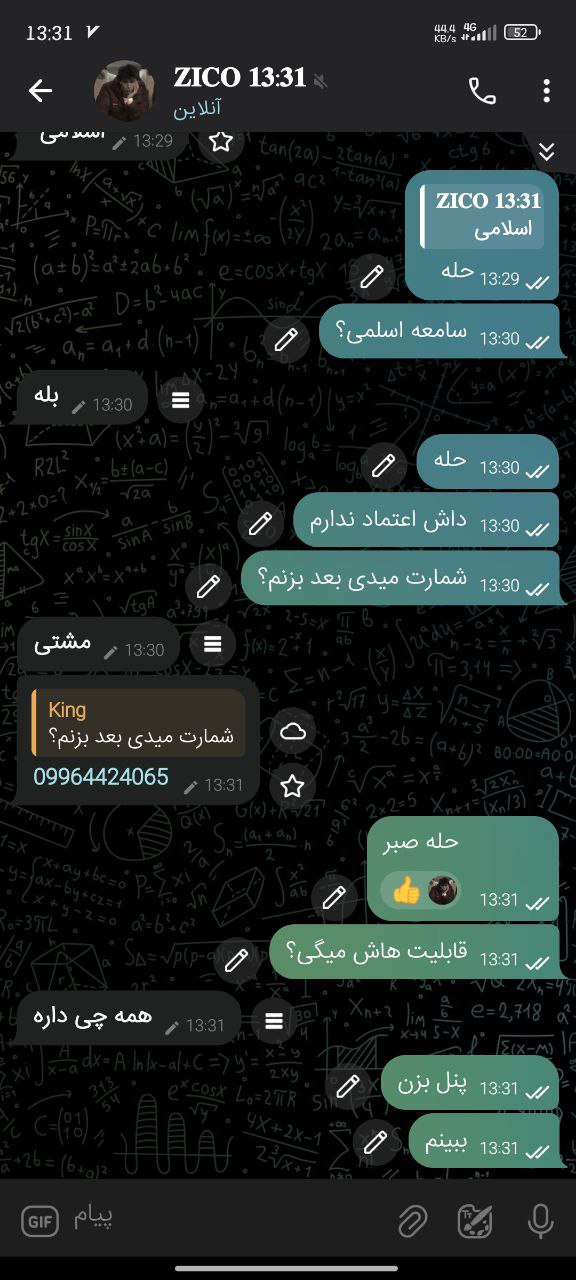 13:31
44.4 KB/s 4G 52
ZICO 13:31
آنلاین
اسلامی
13:29
ZICO 13:31
اسلامی
حله 13:29
سامعه اسلمی؟ 13:30
بله 13:30
حله 13:30
داش اعتماد ندارم 13:30
شمارت میدی بعد بزنم؟ 13:30
مشتی 13:30
King
شمارت میدی بعد بزنم؟
09964424065 13:31
حله صبر
👍 13:31
قابلیت هاش میگی؟ 13:31
همه چی داره 13:31
پنل بزن 13:31
ببینم 13:31
GIF پیام